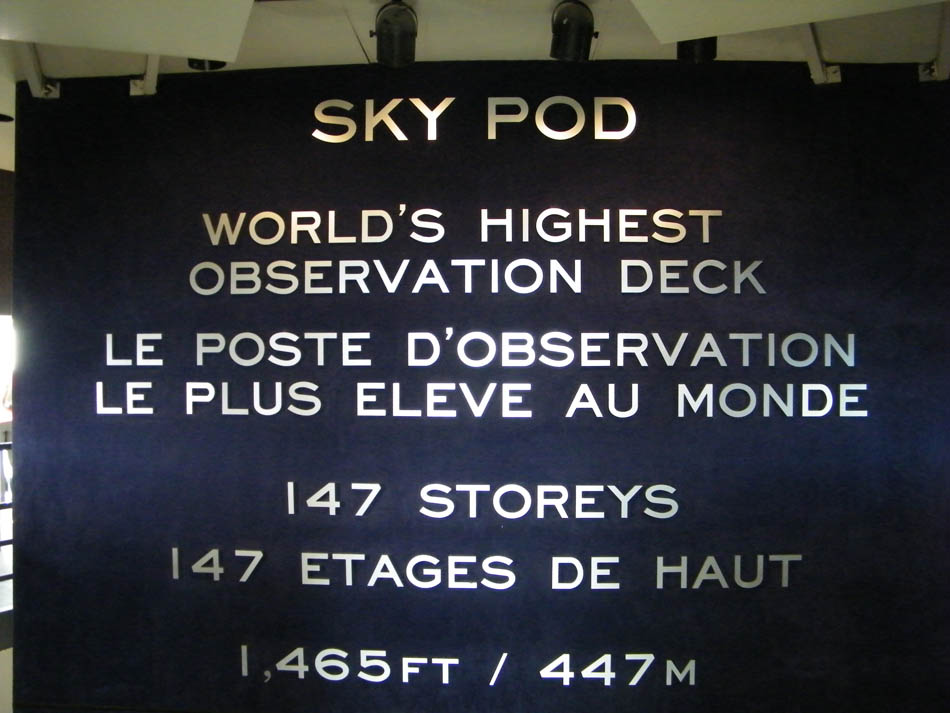 SKY POD
WORLD'S HIGHEST
OBSERVATION DECK
LE POSTE D'OBSERVATION
LE PLUS ELEVE AU MONDE
147 STOREYS
147 ETAGES DE HAUT
1,465FT / 447M